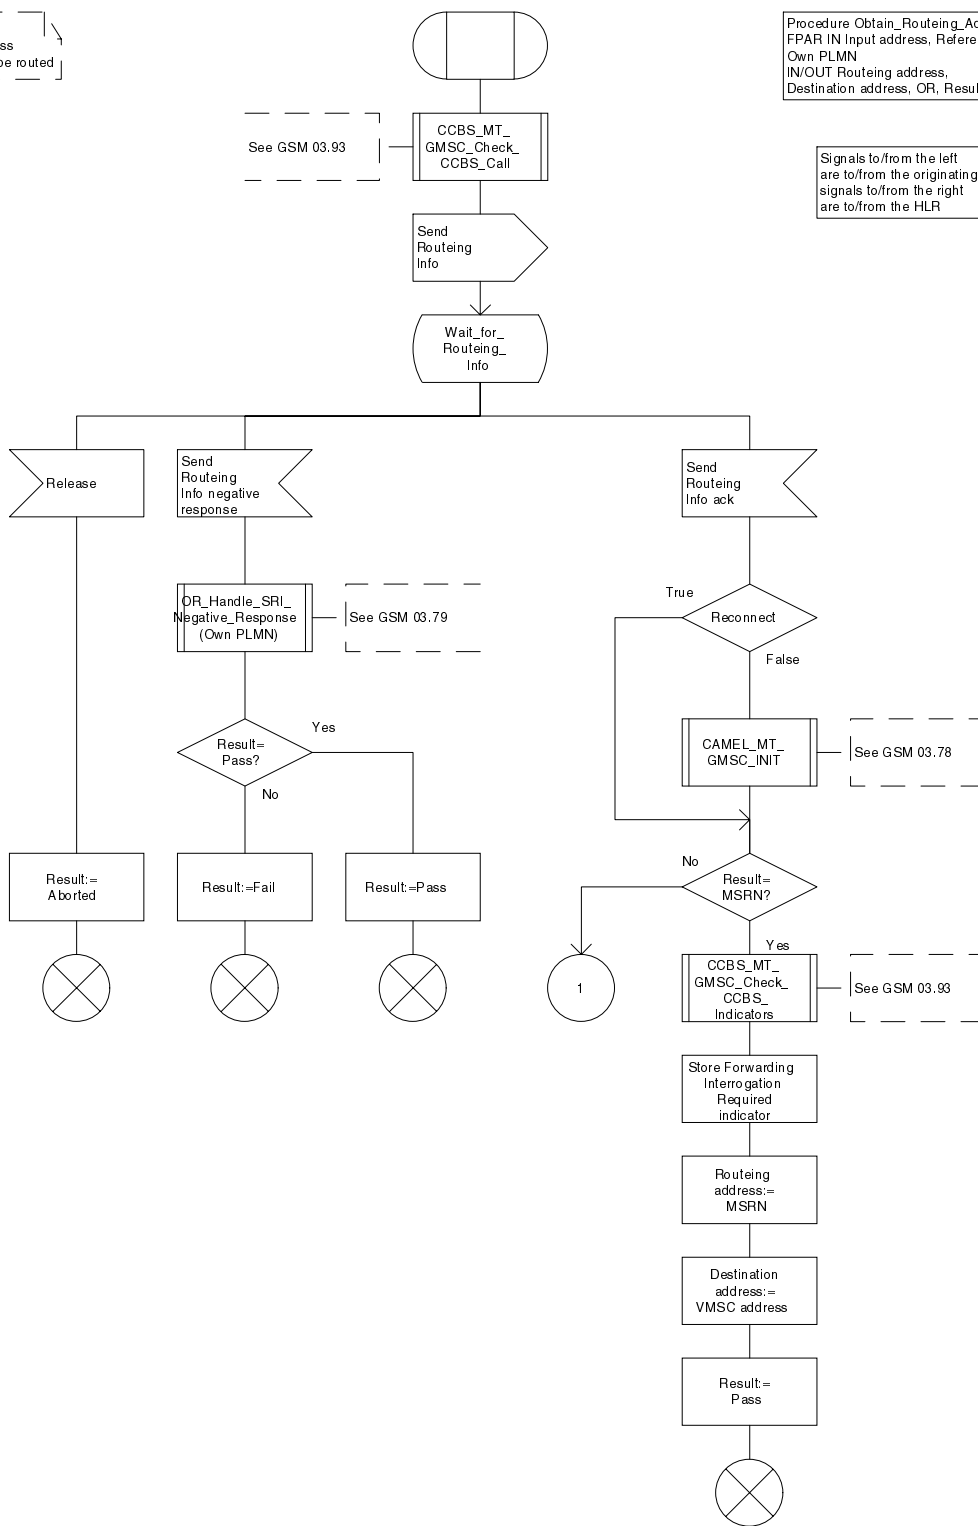 ss
be routed
Procedure Obtain_Routeing_Ad
FPAR IN Input address, Refere
Own PLMN
IN/OUT Routeing address,
Destination address, OR, Resul
See GSM 03.93
CCBS_MT_
GMSC_Check_
CCBS_Call
Signals to/from the left
are to/from the originating
signals to/from the right
are to/from the HLR
Send
Routeing
Info
Wait_for_
Routeing_
Info
Release
Send
Routeing
Info negative
response
Send
Routeing
Info ack
OR_Handle_SRI_
Negative_Response
(Own PLMN)
See GSM 03.79
True
Reconnect
False
Result=
Pass?
Yes
No
CAMEL_MT_
GMSC_INIT
See GSM 03.78
Result:=
Aborted
Result:=Fail
Result:=Pass
No
Result=
MSRN?
Yes
1
CCBS_MT_
GMSC_Check_
CCBS_
Indicators
See GSM 03.93
Store Forwarding
Interrogation
Required
indicator
Routeing
address:=
MSRN
Destination
address:=
VMSC address
Result:=
Pass